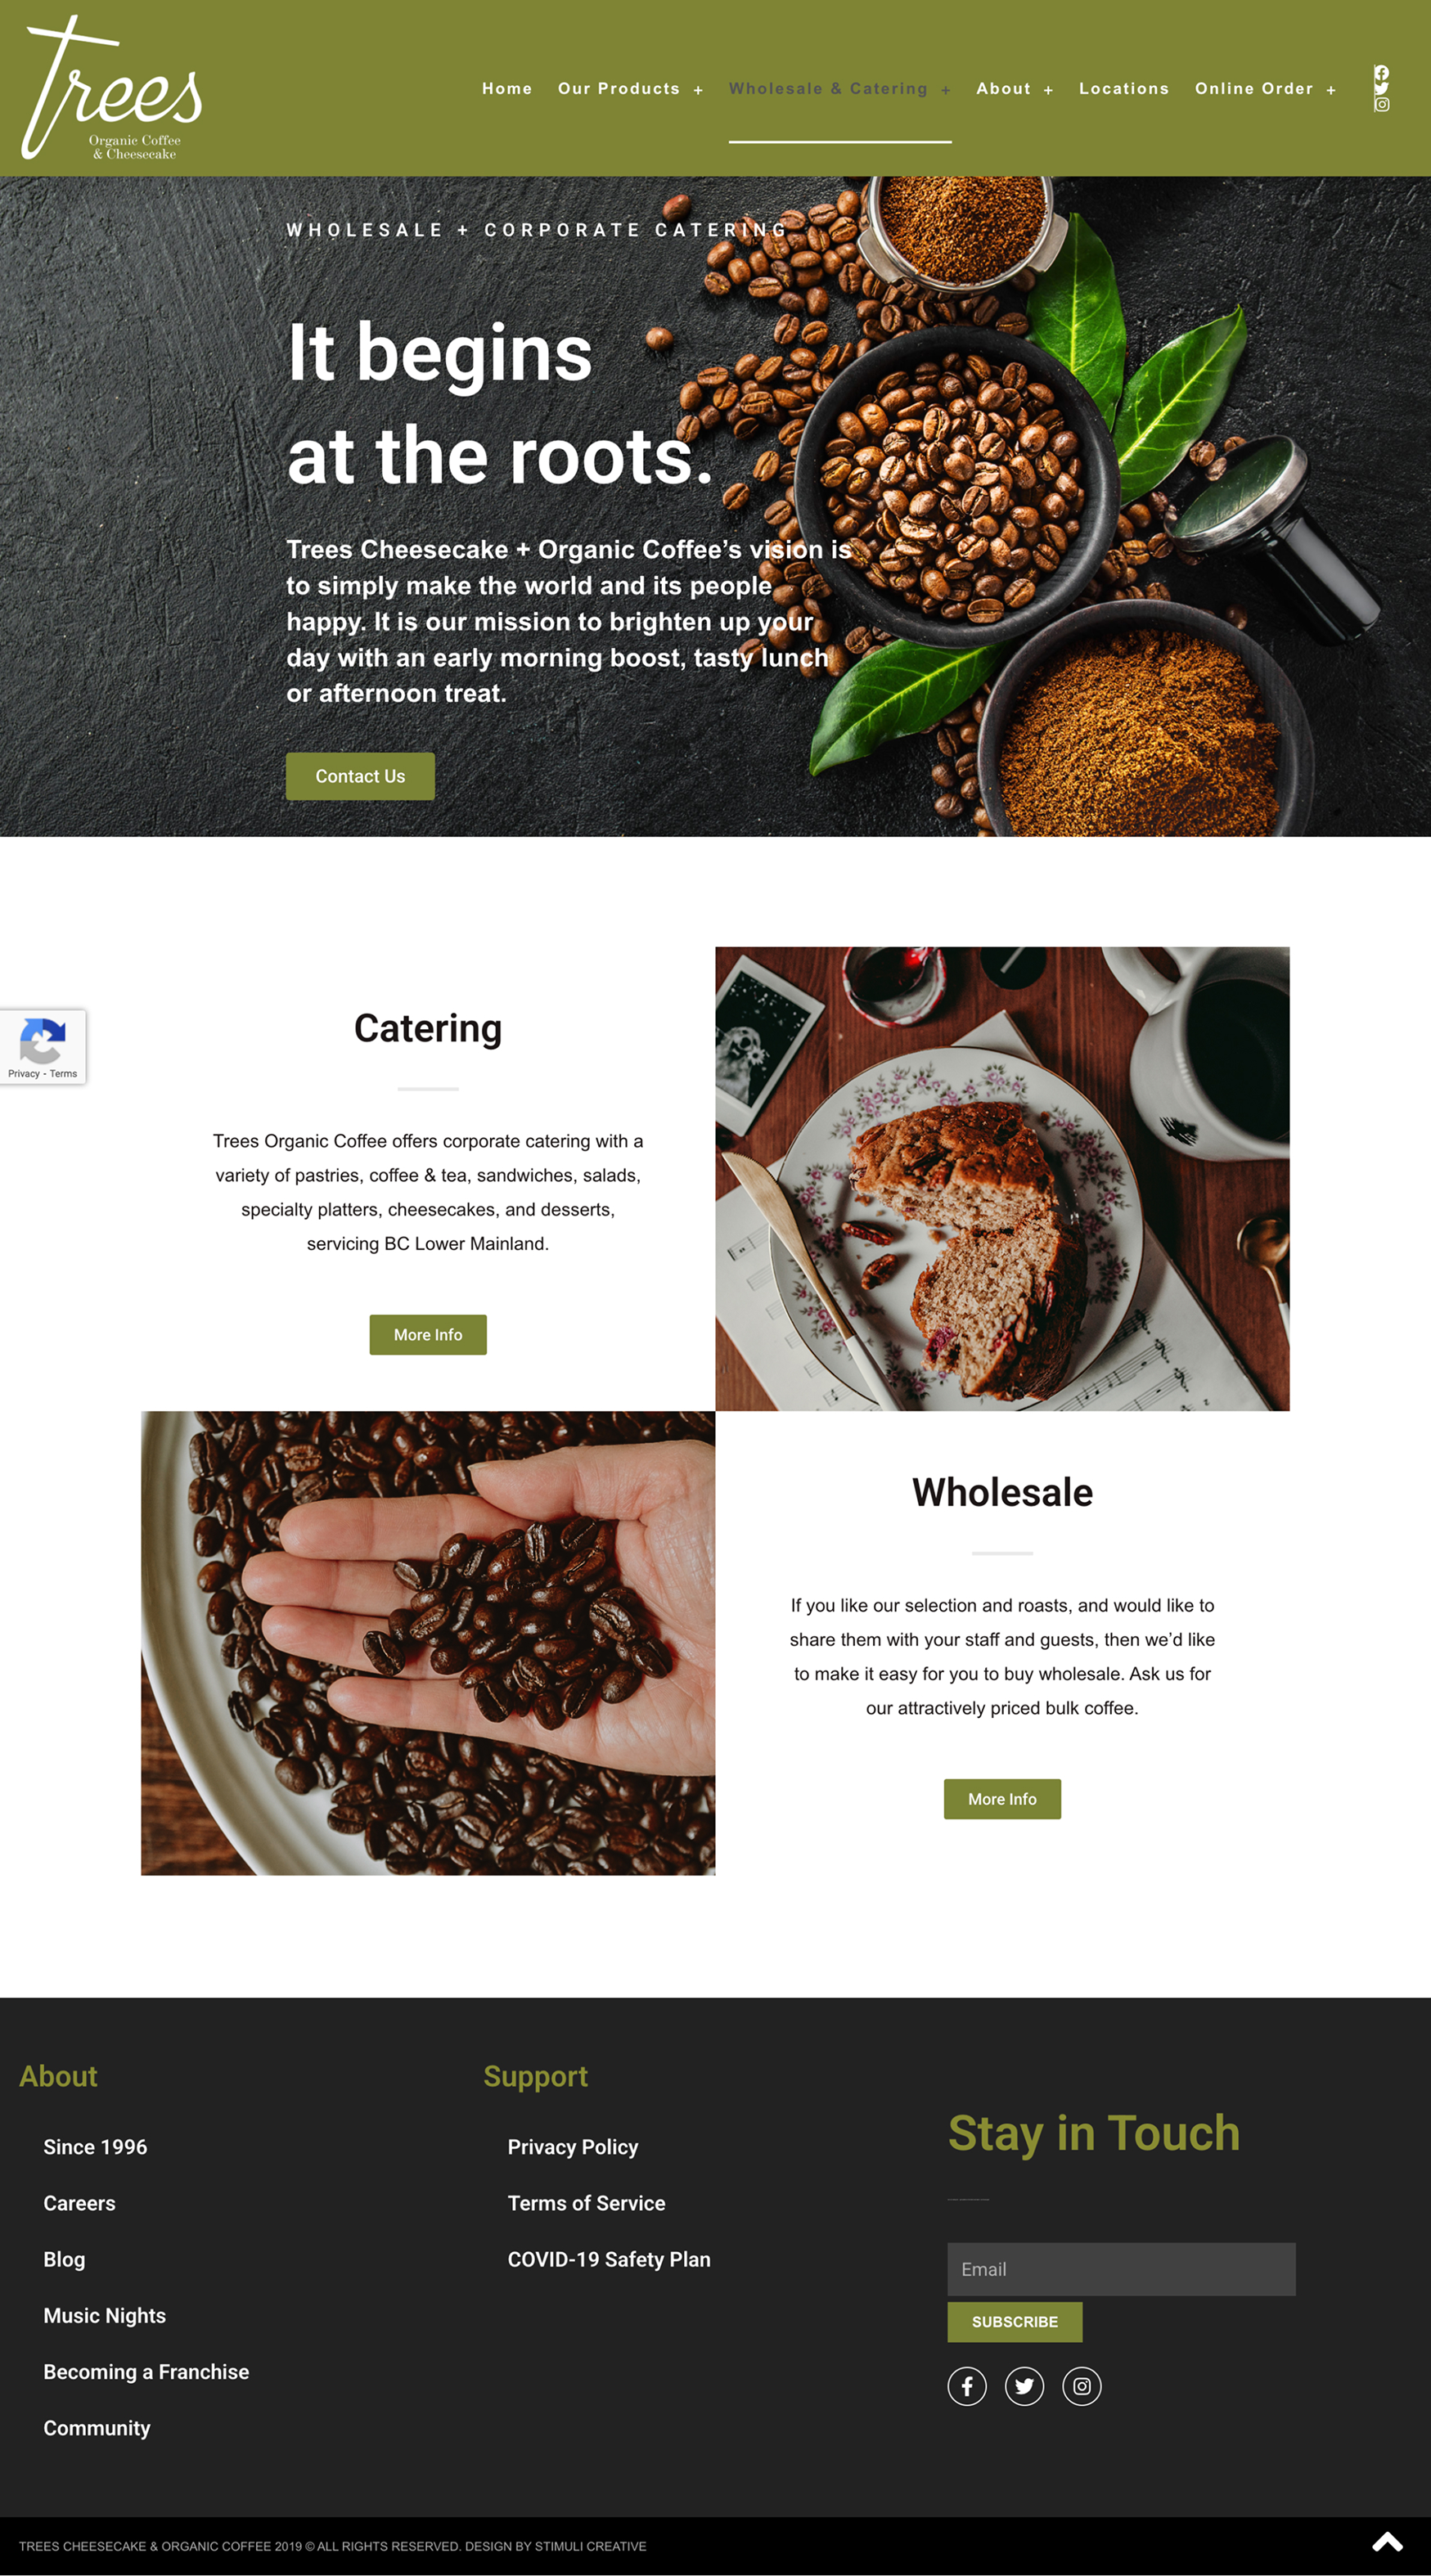 Trees
Organic Coffee
& Cheesecake
Home Our Products + Wholesale & Catering + About + Locations Online Order +
WHOLESALE + CORPORATE CATERING
It begins
at the roots.
Trees Cheesecake + Organic Coffee’s vision is
to simply make the world and its people
happy. It is our mission to brighten up your
day with an early morning boost, tasty lunch
or afternoon treat.
Contact Us
Catering
Privacy - Terms
Trees Organic Coffee offers corporate catering with a
variety of pastries, coffee & tea, sandwiches, salads,
specialty platters, cheesecakes, and desserts,
servicing BC Lower Mainland.
More Info
Wholesale
If you like our selection and roasts, and would like to
share them with your staff and guests, then we’d like
to make it easy for you to buy wholesale. Ask us for
our attractively priced bulk coffee.
More Info
About
Since 1996
Careers
Blog
Music Nights
Becoming a Franchise
Community
Support
Privacy Policy
Terms of Service
COVID-19 Safety Plan
Stay in Touch
Email
SUBSCRIBE
TREES CHEESECAKE & ORGANIC COFFEE 2019 © ALL RIGHTS RESERVED. DESIGN BY STIMULI CREATIVE